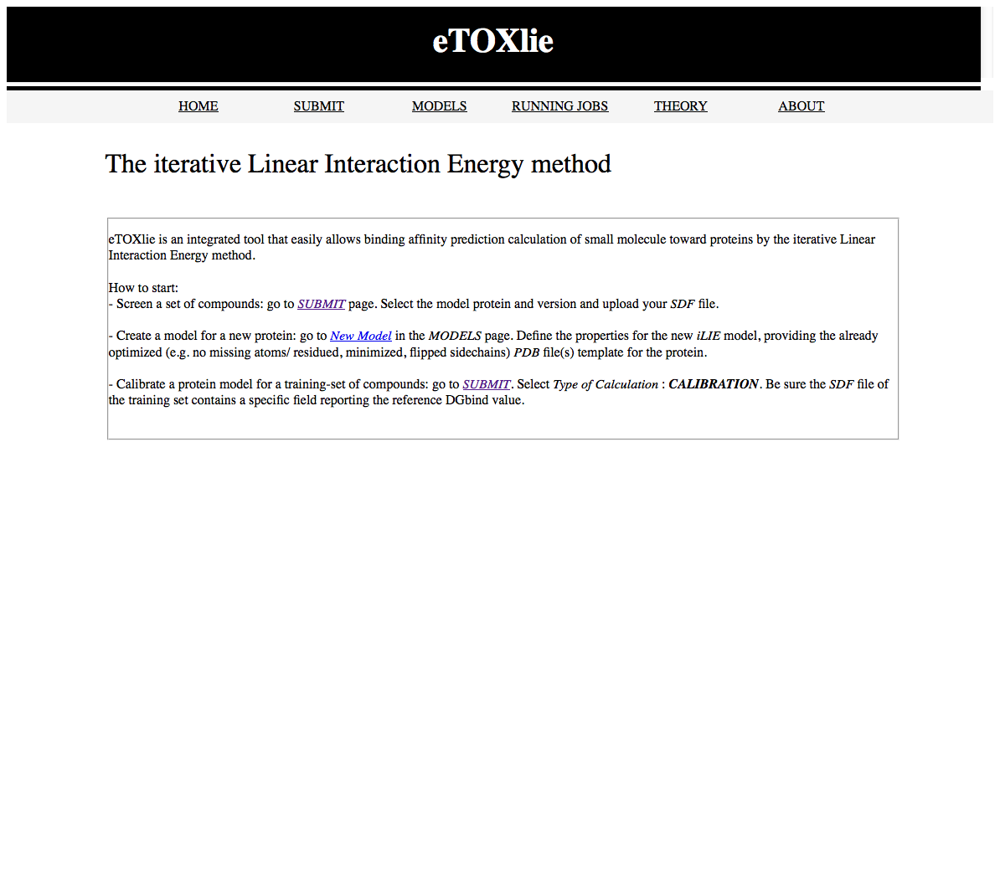 eTOXlie
HOME SUBMIT MODELS RUNNING JOBS THEORY ABOUT
The iterative Linear Interaction Energy method
eTOXlie is an integrated tool that easily allows binding affinity prediction calculation of small molecule toward proteins by the iterative Linear
Interaction Energy method.
How to start:
- Screen a set of compounds: go to SUBMIT page. Select the model protein and version and upload your SDF file.
- Create a model for a new protein: go to New Model in the MODELS page. Define the properties for the new iLIE model, providing the already
optimized (e.g. no missing atoms/ residued, minimized, flipped sidechains) PDB file(s) template for the protein.
- Calibrate a protein model for a training-set of compounds: go to SUBMIT. Select Type of Calculation : CALIBRATION. Be sure the SDF file of
the training set contains a specific field reporting the reference DGbind value.